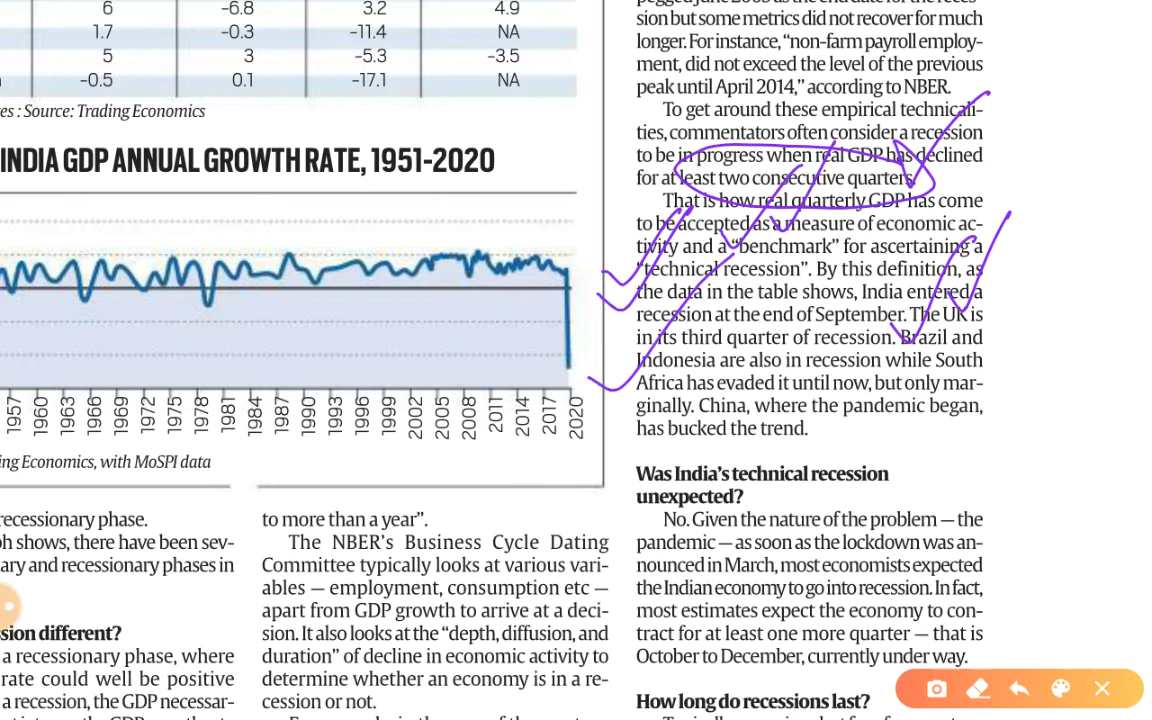 6 -6.8 3.2 4.9
1.7 -0.3 -11.4 NA
5 3 -5.3 -3.5
-0.5 0.1 -17.1 NA
es : Source: Trading Economics
INDIA GDP ANNUAL GROWTH RATE, 1951-2020
1957 1960 1963 1966 1969 1972 1975 1978 1981 1984 1987 1990 1993 1996 1999 2002 2005 2008 2011 2014 2017 2020
ing Economics, with MoSPI data
recessionary phase.
ph shows, there have been sev-
ary and recessionary phases in
sion different?
a recessionary phase, where
rate could well be positive
a recession, the GDP necessar-
to more than a year”.
The NBER’s Business Cycle Dating
Committee typically looks at various vari-
ables — employment, consumption etc —
apart from GDP growth to arrive at a deci-
sion. It also looks at the “depth, diffusion, and
duration” of decline in economic activity to
determine whether an economy is in a re-
cession or not.
sion but some metrics did not recover for much
longer. For instance, “non-farm payroll employ-
ment, did not exceed the level of the previous
peak until April 2014,” according to NBER.
To get around these empirical technicali-
ties, commentators often consider a recession
to be in progress when real GDP has declined
for at least two consecutive quarters.
That is how real quarterly GDP has come
to be accepted as a measure of economic ac-
tivity and a “benchmark” for ascertaining a
“technical recession”. By this definition, as
the data in the table shows, India entered a
recession at the end of September. The UK is
in its third quarter of recession. Brazil and
Indonesia are also in recession while South
Africa has evaded it until now, but only mar-
ginally. China, where the pandemic began,
has bucked the trend.
Was India’s technical recession
unexpected?
No. Given the nature of the problem — the
pandemic — as soon as the lockdown was an-
nounced in March, most economists expected
the Indian economy to go into recession. In fact,
most estimates expect the economy to con-
tract for at least one more quarter — that is
October to December, currently under way.
How long do recessions last?